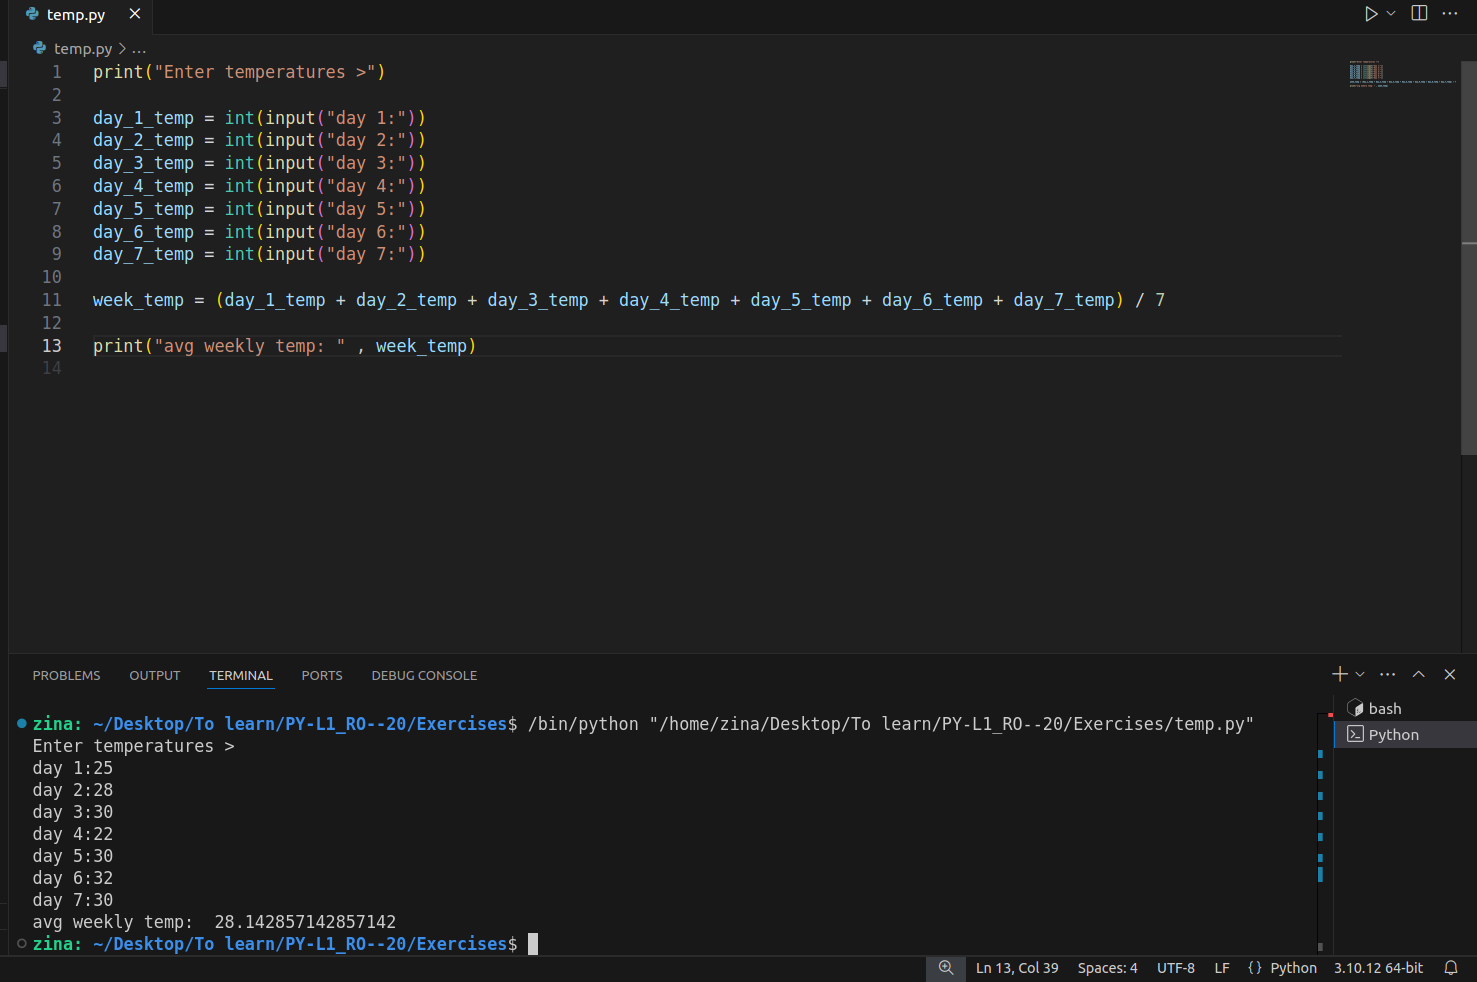 temp.py
temp.py > ...
1 print("Enter temperatures >")
2
3 day_1_temp = int(input("day 1:"))
4 day_2_temp = int(input("day 2:"))
5 day_3_temp = int(input("day 3:"))
6 day_4_temp = int(input("day 4:"))
7 day_5_temp = int(input("day 5:"))
8 day_6_temp = int(input("day 6:"))
9 day_7_temp = int(input("day 7:"))
10
11 week_temp = (day_1_temp + day_2_temp + day_3_temp + day_4_temp + day_5_temp + day_6_temp + day_7_temp) / 7
12
13 print("avg weekly temp: " , week_temp)
14
PROBLEMS OUTPUT TERMINAL PORTS DEBUG CONSOLE
zina: ~/Desktop/To learn/PY-L1_RO--20/Exercises$ /bin/python "/home/zina/Desktop/To learn/PY-L1_RO--20/Exercises/temp.py"
Enter temperatures >
day 1:25
day 2:28
day 3:30
day 4:22
day 5:30
day 6:32
day 7:30
avg weekly temp:  28.142857142857142
zina: ~/Desktop/To learn/PY-L1_RO--20/Exercises$
bash
Python
Ln 13, Col 39 Spaces: 4 UTF-8 LF {} Python 3.10.12 64-bit